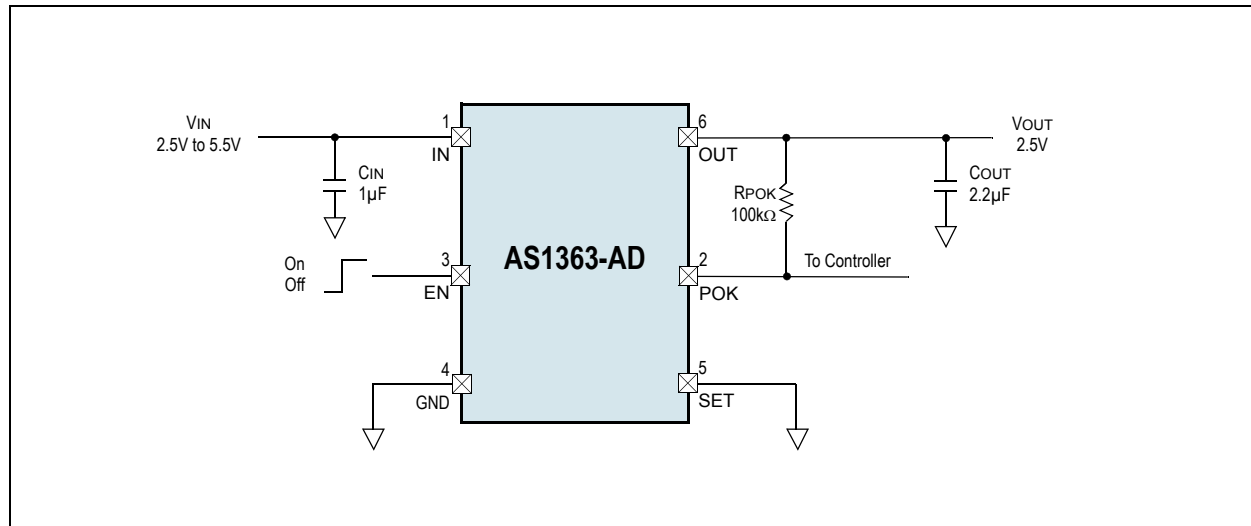 VIN
2.5V to 5.5V
CIN
1µF
On
Off
1
IN
3
EN
4
GND
AS1363-AD
6
OUT
2
POK
5
SET
RPOK
100kΩ
To Controller
VOUT
2.5V
COUT
2.2µF